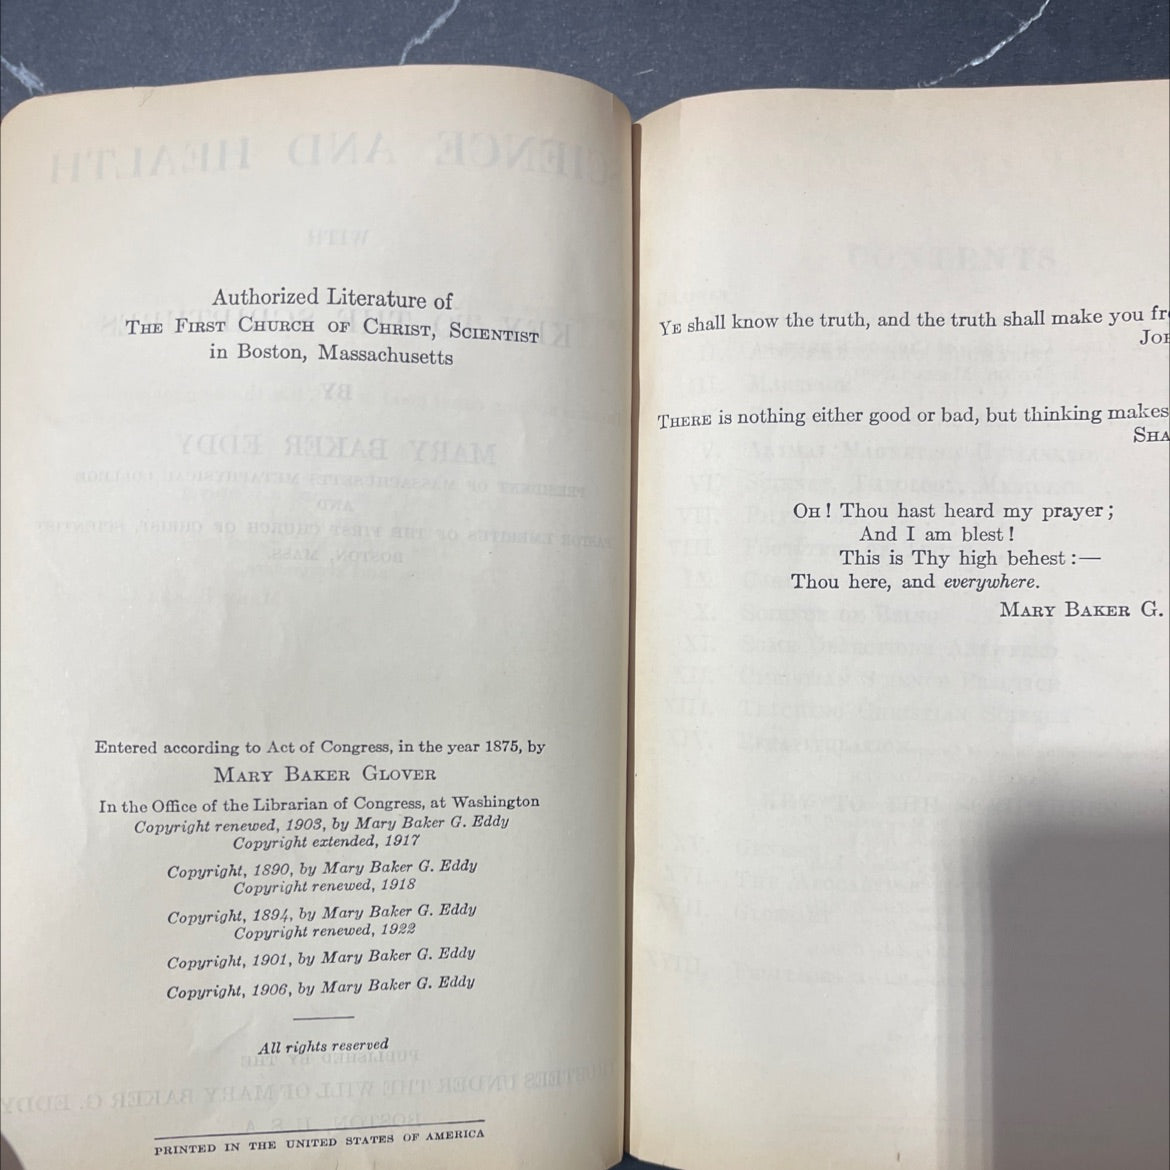 Authorized Literature of
THE FIRST CHURCH OF CHRIST, SCIENTIST
in Boston, Massachusetts
Entered according to Act of Congress, in the year 1875, by
MARY BAKER GLOVER
In the Office of the Librarian of Congress, at Washington
Copyright renewed, 1903, by Mary Baker G. Eddy
Copyright extended, 1917
Copyright, 1890, by Mary Baker G. Eddy
Copyright renewed, 1918
Copyright, 1894, by Mary Baker G. Eddy
Copyright renewed, 1922
Copyright, 1901, by Mary Baker G. Eddy
Copyright, 1906, by Mary Baker G. Eddy
All rights reserved
PRINTED IN THE UNITED STATES OF AMERICA
YE shall know the truth, and the truth shall make you
THERE is nothing either good or bad, but thinking makes
OH! Thou hast heard my prayer;
And I am blest!
This is Thy high behest:—
Thou here, and everywhere.
MARY BAKER G.